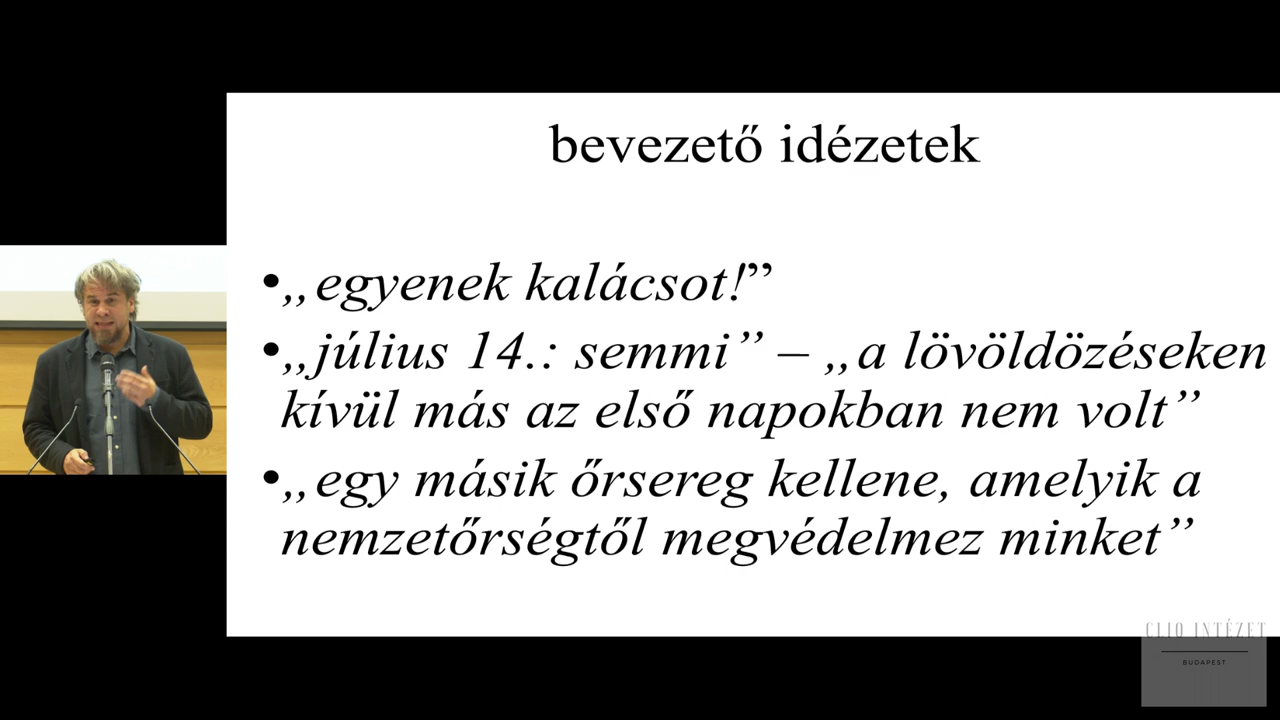 bevezető idézetek
•„egyenek kalácsot!”
•„július 14.: semmi” – „a lövöldözéseken
kívül más az első napokban nem volt”
•„egy másik őrsereg kellene, amelyik a
nemzetőrségtől megvédelmez minket”
CLIO INTÉZET
BUDAPEST